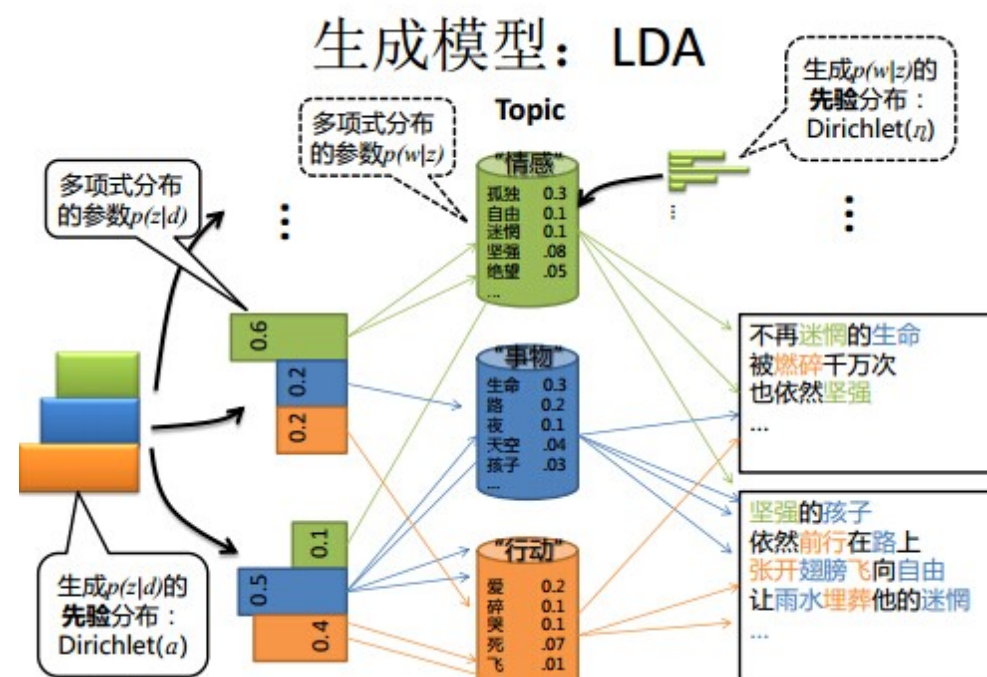 生成模型：LDA
生成p(w|z)的
先验分布：
Dirichlet(η)
Topic
多项式分布
的参数p(w|z)
多项式分布
的参数p(z|d)
...
...
...
"情感"
孤独 0.3
自由 0.1
迷惘 0.1
坚强 .08
绝望 .05
...
0.6
0.2
0.2
"事物"
生命 0.3
路 0.2
夜 0.1
天空 .04
孩子 .03
...
不再迷惘的生命
被燃碎千万次
也依然坚强
...
0.1
0.5
0.4
"行动"
爱 0.2
碎 0.1
哭 0.1
死 .07
飞 .01
坚强的孩子
依然前行在路上
张开翅膀飞向自由
让雨水埋葬他的迷惘
...
生成p(z|d)的
先验分布：
Dirichlet(a)